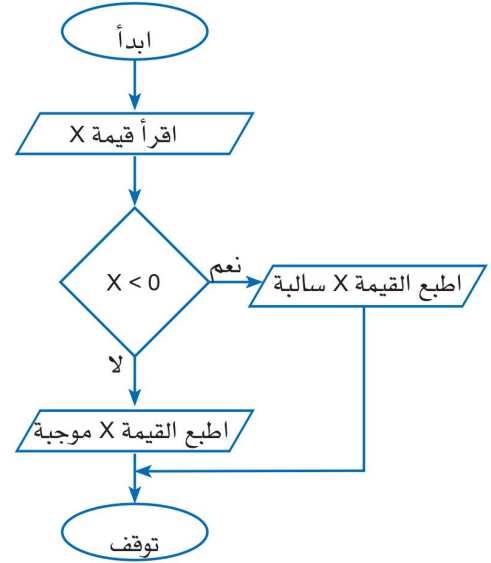 ابدأ
اقرأ قيمة X
X < 0
نعم
اطبع القيمة X سالبة
لا
اطبع القيمة X موجبة
توقف